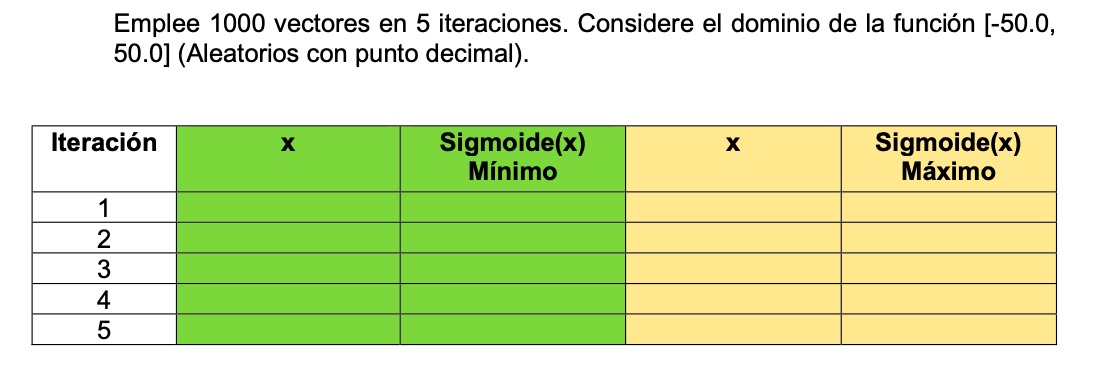 Emplee 1000 vectores en 5 iteraciones. Considere el dominio de la función [-50.0,
50.0] (Aleatorios con punto decimal).
Iteración x Sigmoide(x) x Sigmoide(x)
Mínimo Máximo
1
2
3
4
5